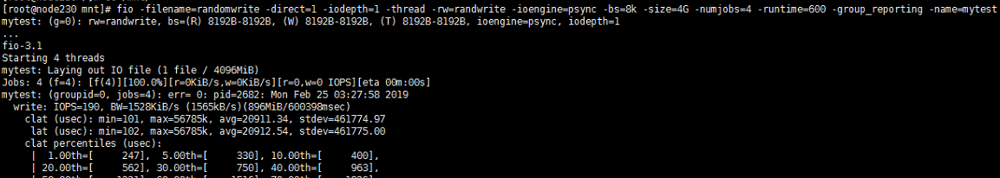 [root@node230 mnt]# fio -filename=randomwrite -direct=1 -iodepth=1 -thread -rw=randwrite -ioengine=psync -bs=8k -size=4G -numjobs=4 -runtime=600 -group_reporting -name=mytest
mytest: (g=0): rw=randwrite, bs=(R) 8192B-8192B, (W) 8192B-8192B, (T) 8192B-8192B, ioengine=psync, iodepth=1
...
fio-3.1
Starting 4 threads
mytest: Laying out IO file (1 file / 4096MiB)
Jobs: 4 (f=4): [f(4)][100.0%][r=0KiB/s,w=0KiB/s][r=0,w=0 IOPS][eta 00m:00s]
mytest: (groupid=0, jobs=4): err= 0: pid=2682: Mon Feb 25 03:27:58 2019
write: IOPS=190, BW=1528KiB/s (1565kB/s)(896MiB/600398msec)
clat (usec): min=101, max=56785k, avg=20911.34, stdev=461774.97
lat (usec): min=102, max=56785k, avg=20912.54, stdev=461775.00
clat percentiles (usec):
| 1.00th=[ 247], 5.00th=[ 330], 10.00th=[ 400],
| 20.00th=[ 562], 30.00th=[ 750], 40.00th=[ 963],